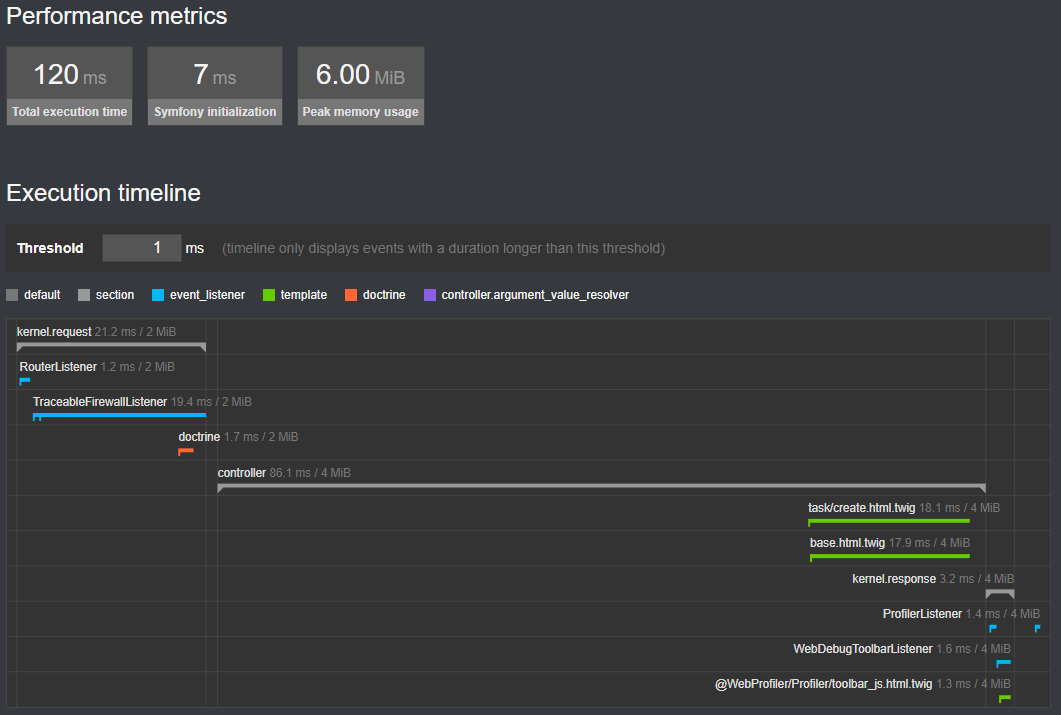 Performance metrics
120 ms 7 ms 6.00 MiB
Total execution time Symfony initialization Peak memory usage
Execution timeline
Threshold 1 ms (timeline only displays events with a duration longer than this threshold)
default section event_listener template doctrine controller.argument_value_resolver
kernel.request 21.2 ms / 2 MiB
RouterListener 1.2 ms / 2 MiB
TraceableFirewallListener 19.4 ms / 2 MiB
doctrine 1.7 ms / 2 MiB
controller 86.1 ms / 4 MiB
task/create.html.twig 18.1 ms / 4 MiB
base.html.twig 17.9 ms / 4 MiB
kernel.response 3.2 ms / 4 MiB
ProfilerListener 1.4 ms / 4 MiB
WebDebugToolbarListener 1.6 ms / 4 MiB
@WebProfiler/Profiler/toolbar_js.html.twig 1.3 ms / 4 MiB